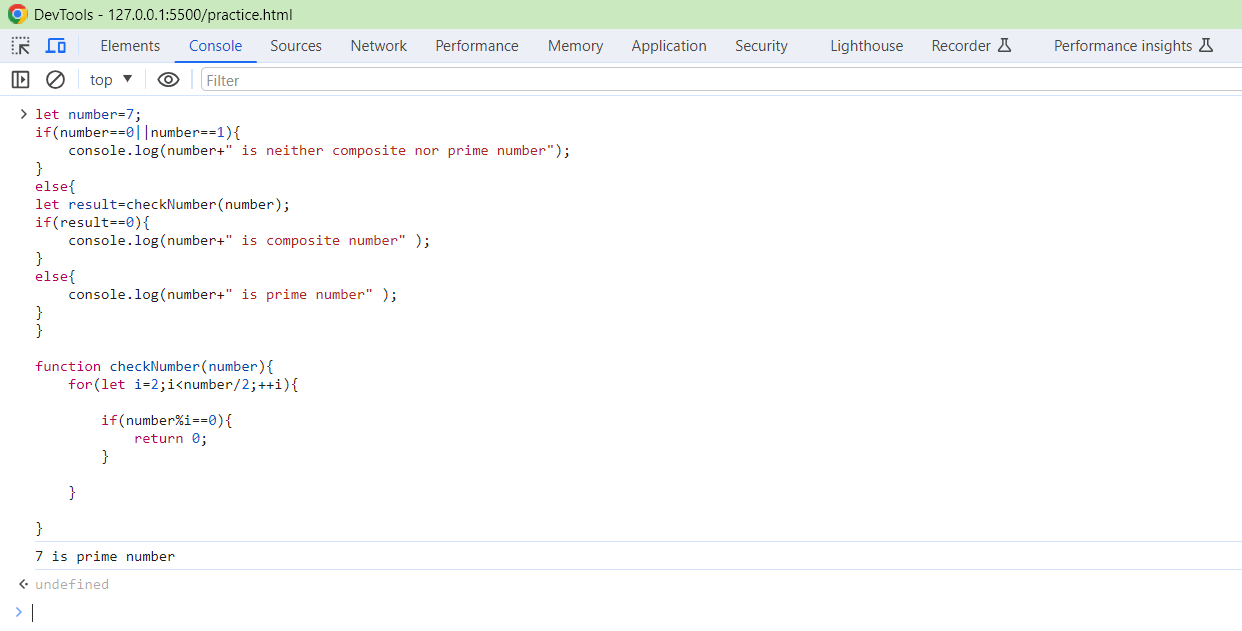 DevTools - 127.0.0.1:5500/practice.html
Elements Console Sources Network Performance Memory Application Security Lighthouse Recorder Performance insights
top Filter
let number=7;
if(number==0||number==1){
    console.log(number+" is neither composite nor prime number");
}
else{
let result=checkNumber(number);
if(result==0){
    console.log(number+" is composite number" );
}
else{
    console.log(number+" is prime number" );
}
}
function checkNumber(number){
    for(let i=2;i<number/2;++i){
        if(number%i==0){
            return 0;
        }
    }
}
7 is prime number
undefined